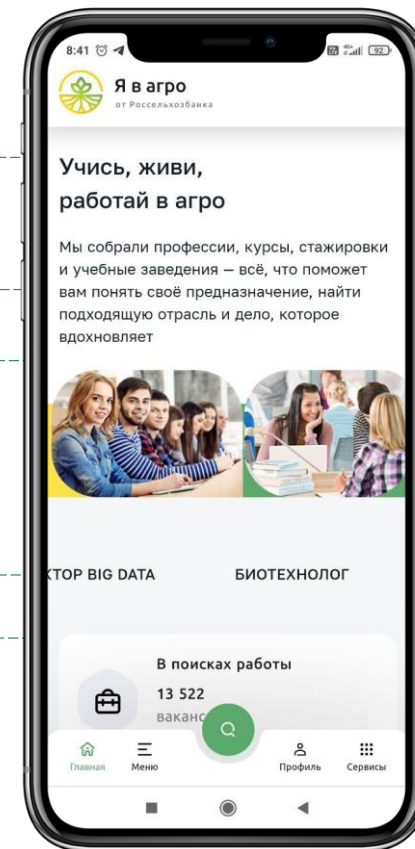 8:41
92
Я в агро
от Россельхозбанка
Учись, живи,
работай в агро
Мы собрали профессии, курсы, стажировки
и учебные заведения — всё, что поможет
вам понять своё предназначение, найти
подходящую отрасль и дело, которое
вдохновляет
КТОР BIG DATA БИОТЕХНОЛОГ
В поисках работы
13 522
ваканс
Главная Меню Профиль Сервисы